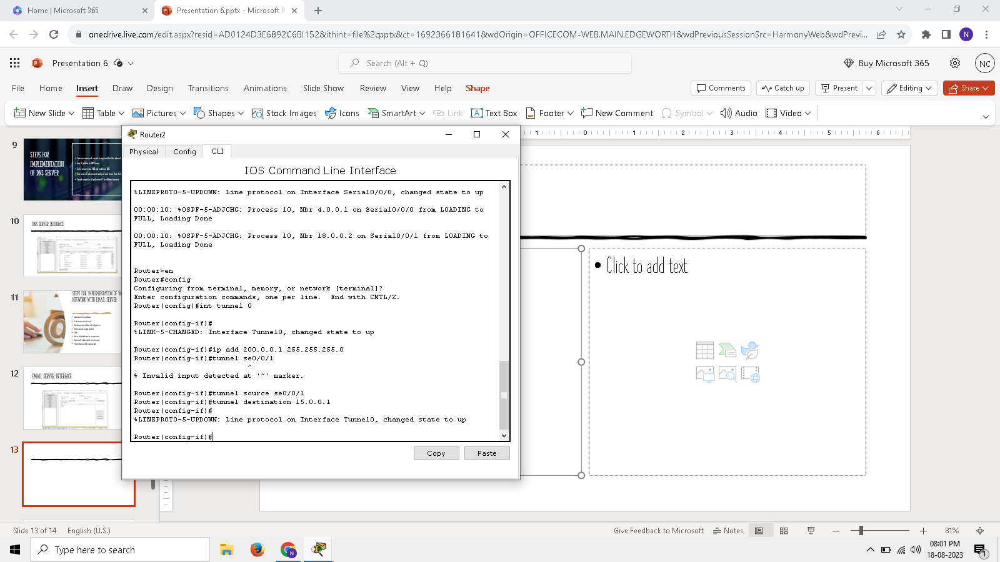 Home | Microsoft 365
Presentation 6.pptx - Microsoft P
onedrive.live.com/edit.aspx?resid=AD0124D3E6892C6B!152&ithint=file%2cpptx&ct=1692366181641&wdOrigin=OFFICECOM-WEB.MAIN.EDGEWORTH&wdPreviousSessionSrc=HarmonyWeb&wdPrevi...
N
Presentation 6
Search (Alt + Q)
Buy Microsoft 365
NC
File Home Insert Draw Design Transitions Animations Slide Show Review View Help Shape
Comments Catch up Present Editing Share
New Slide Table Pictures Shapes Stock Images Icons SmartArt Link Text Box Footer New Comment Symbol Audio Video
1 0 1 2 3 4 5 6
9
STEPS FOR
IMPLEMENTATION
OF DNS SERVER
10
DNS SERVER INTERFACE
11
STEPS FOR IMPLEMENTATION OF
NETWORK WITH EMAIL SERVER
12
EMAIL SERVER INTERFACE
13
Router2
Physical Config CLI
IOS Command Line Interface
%LINEPROTO-5-UPDOWN: Line protocol on Interface Serial0/0/0, changed state to up
00:00:10: %OSPF-5-ADJCHG: Process 10, Nbr 4.0.0.1 on Serial0/0/0 from LOADING to
FULL, Loading Done
00:00:10: %OSPF-5-ADJCHG: Process 10, Nbr 18.0.0.2 on Serial0/0/1 from LOADING to
FULL, Loading Done
Router>en
Router#config
Configuring from terminal, memory, or network [terminal]?
Enter configuration commands, one per line.  End with CNTL/Z.
Router(config)#int tunnel 0
Router(config-if)#
%LINK-5-CHANGED: Interface Tunnel0, changed state to up
Router(config-if)#ip add 200.0.0.1 255.255.255.0
Router(config-if)#tunnel se0/0/1
^
% Invalid input detected at '^' marker.
Router(config-if)#tunnel source se0/0/1
Router(config-if)#tunnel destination 15.0.0.1
Router(config-if)#
%LINEPROTO-5-UPDOWN: Line protocol on Interface Tunnel0, changed state to up
Router(config-if)#
Copy Paste
• Click to add text
Slide 13 of 14 English (U.S.)
Give Feedback to Microsoft Notes 81%
Type here to search
N
08:01 PM
18-08-2023
1